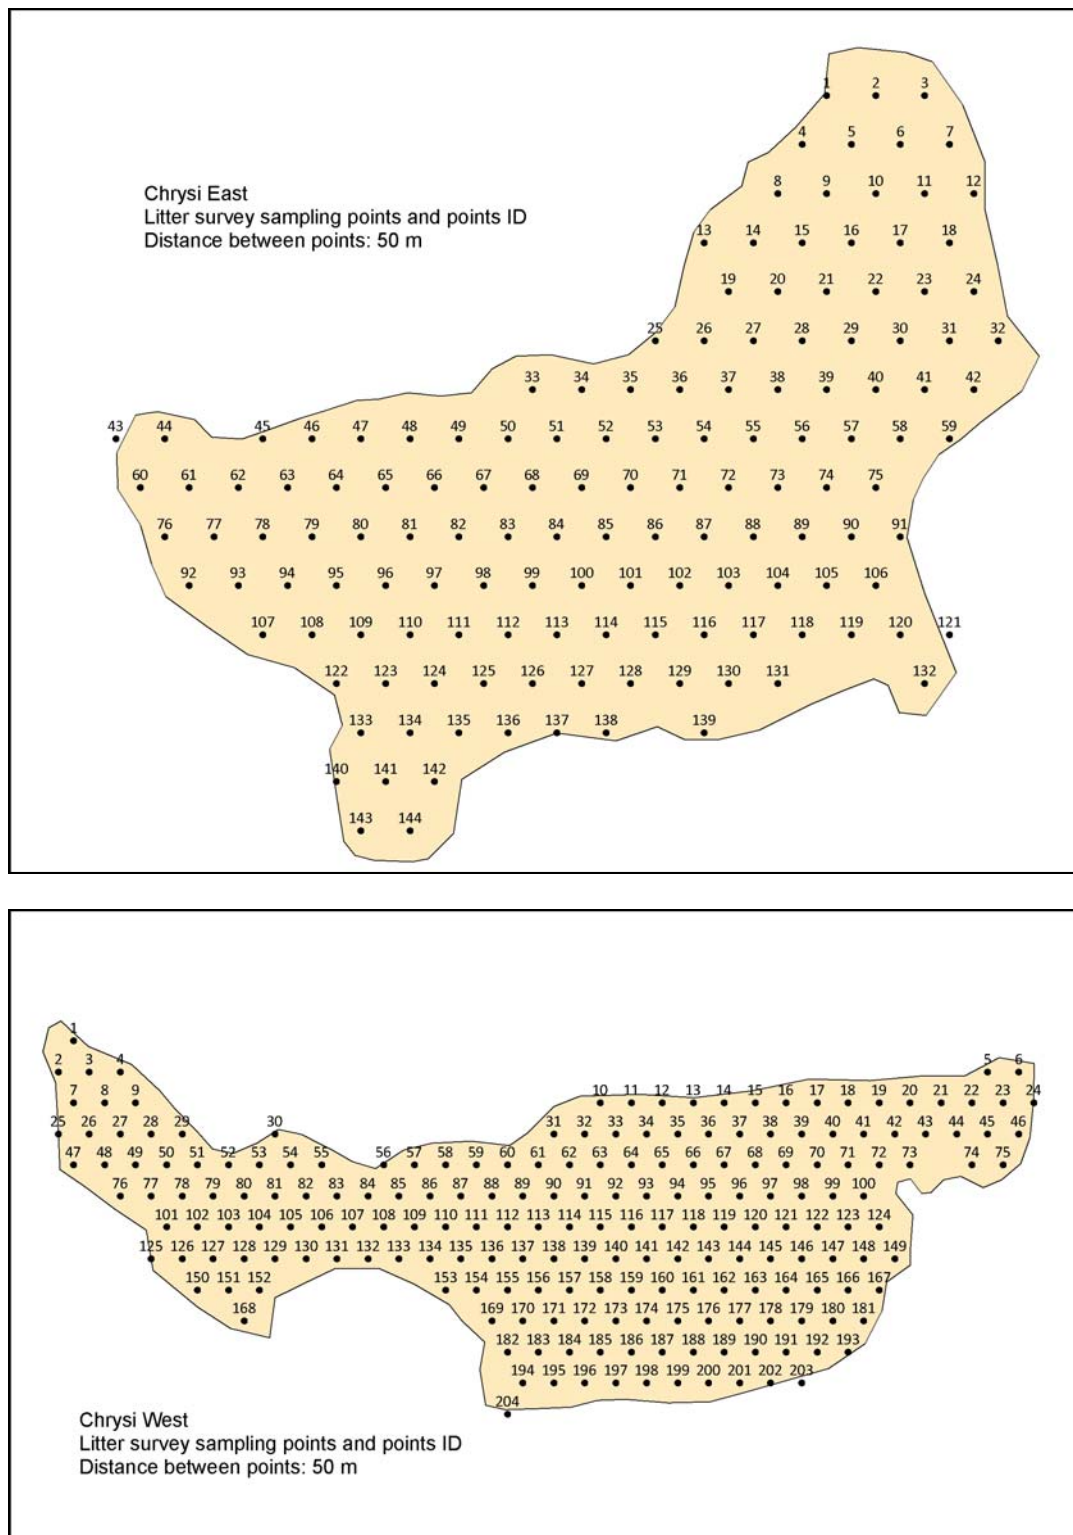 1 2 3
4 5 6 7
8 9 10 11 12
Chrysi East
Litter survey sampling points and points ID
Distance between points: 50 m
13 14 15 16 17 18
19 20 21 22 23 24
25 26 27 28 29 30 31 32
33 34 35 36 37 38 39 40 41 42
43 44 45 46 47 48 49 50 51 52 53 54 55 56 57 58 59
60 61 62 63 64 65 66 67 68 69 70 71 72 73 74 75
76 77 78 79 80 81 82 83 84 85 86 87 88 89 90 91
92 93 94 95 96 97 98 99 100 101 102 103 104 105 106
107 108 109 110 111 112 113 114 115 116 117 118 119 120 121
122 123 124 125 126 127 128 129 130 131 132
133 134 135 136 137 138 139
140 141 142
143 144
1
2 3 4 5 6
7 8 9 10 11 12 13 14 15 16 17 18 19 20 21 22 23 24
25 26 27 28 29 30 31 32 33 34 35 36 37 38 39 40 41 42 43 44 45 46
47 48 49 50 51 52 53 54 55 56 57 58 59 60 61 62 63 64 65 66 67 68 69 70 71 72 73 74 75
76 77 78 79 80 81 82 83 84 85 86 87 88 89 90 91 92 93 94 95 96 97 98 99 100
101 102 103 104 105 106 107 108 109 110 111 112 113 114 115 116 117 118 119 120 121 122 123 124
125 126 127 128 129 130 131 132 133 134 135 136 137 138 139 140 141 142 143 144 145 146 147 148 149
150 151 152 153 154 155 156 157 158 159 160 161 162 163 164 165 166 167
168 169 170 171 172 173 174 175 176 177 178 179 180 181
182 183 184 185 186 187 188 189 190 191 192 193
194 195 196 197 198 199 200 201 202 203
204
Chrysi West
Litter survey sampling points and points ID
Distance between points: 50 m